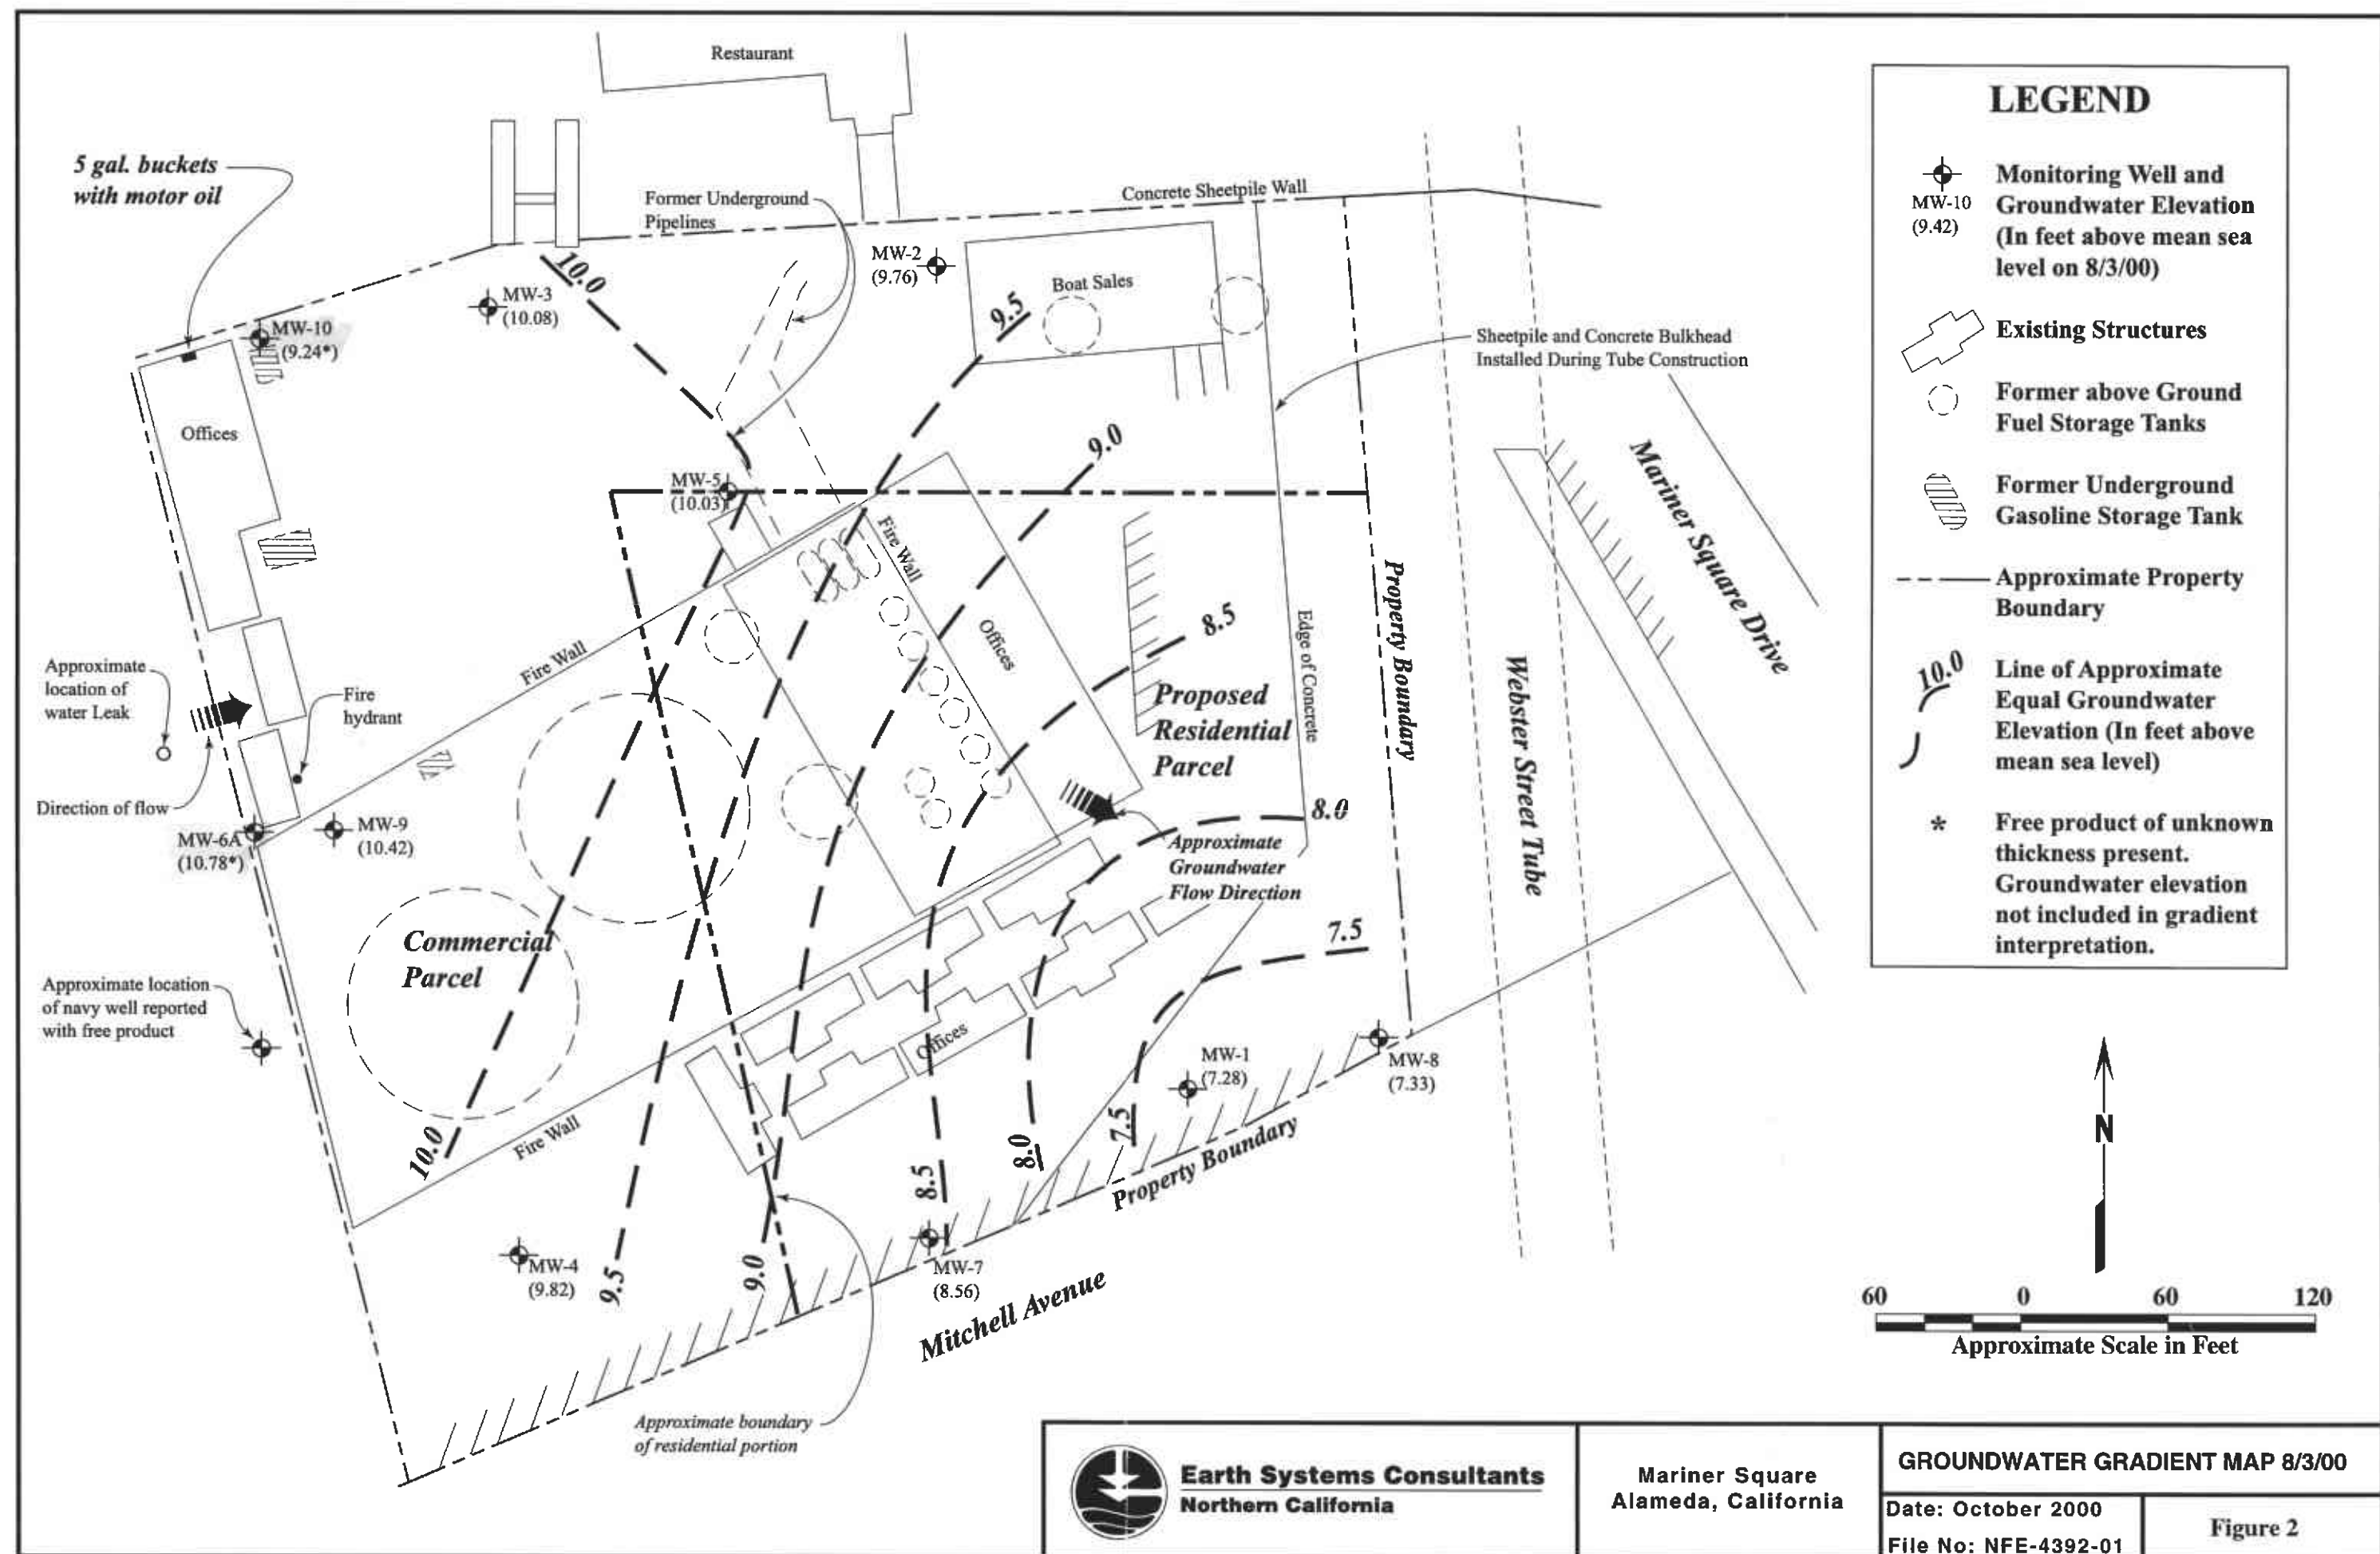 Restaurant
5 gal. buckets
with motor oil
Former Underground
Pipelines
Concrete Sheetpile Wall
MW-2
(9.76)
Boat Sales
10.0
MW-3
(10.08)
MW-10
(9.24*)
9.5
Sheetpile and Concrete Bulkhead
Installed During Tube Construction
Offices
9.0
MW-5
(10.03)
Fire Wall
Mariner Square Drive
Fire Wall
Offices
8.5
Edge of Concrete
Property Boundary
Webster Street Tube
Approximate
location of
water Leak
Fire
hydrant
Proposed
Residential
Parcel
Direction of flow
MW-6A
(10.78*)
MW-9
(10.42)
8.0
Approximate
Groundwater
Flow Direction
Commercial
Parcel
7.5
Approximate location
of navy well reported
with free product
Offices
MW-1
(7.28)
MW-8
(7.33)
10.0
Fire Wall
8.5
8.0
7.5
Property Boundary
MW-4
(9.82)
9.5
9.0
MW-7
(8.56)
Mitchell Avenue
Approximate boundary
of residential portion
LEGEND
MW-10
(9.42)
Monitoring Well and
Groundwater Elevation
(In feet above mean sea
level on 8/3/00)
Existing Structures
Former above Ground
Fuel Storage Tanks
Former Underground
Gasoline Storage Tank
Approximate Property
Boundary
10.0
Line of Approximate
Equal Groundwater
Elevation (In feet above
mean sea level)
*
Free product of unknown
thickness present.
Groundwater elevation
not included in gradient
interpretation.
N
60 0 60 120
Approximate Scale in Feet
Earth Systems Consultants
Northern California
Mariner Square
Alameda, California
GROUNDWATER GRADIENT MAP 8/3/00
Date: October 2000
File No: NFE-4392-01
Figure 2